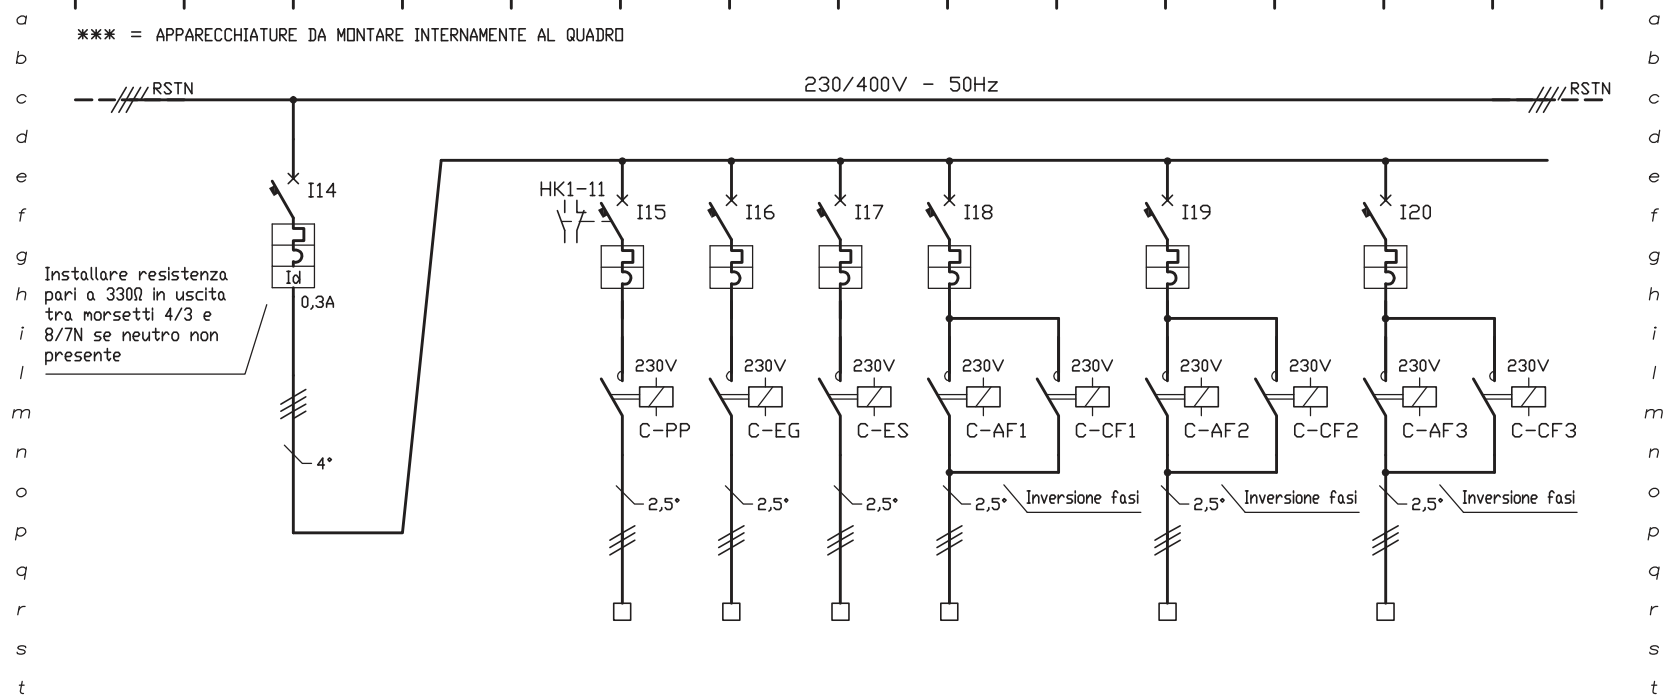 *** = APPARECCHIATURE DA MONTARE INTERNAMENTE AL QUADRO
230/400V - 50Hz
RSTN
RSTN
I14
HK1-11
I15
I16
I17
I18
I19
I20
Id
0,3A
Installare resistenza
pari a 330Ω in uscita
tra morsetti 4/3 e
8/7N se neutro non
presente
230V
230V
230V
230V
230V
230V
230V
230V
230V
C-PP
C-EG
C-ES
C-AF1
C-CF1
C-AF2
C-CF2
C-AF3
C-CF3
4°
2,5°
2,5°
2,5°
2,5°
Inversione fasi
2,5°
Inversione fasi
2,5°
Inversione fasi
a
b
c
d
e
f
g
h
i
l
m
n
o
p
q
r
s
t
a
b
c
d
e
f
g
h
i
l
m
n
o
p
q
r
s
t